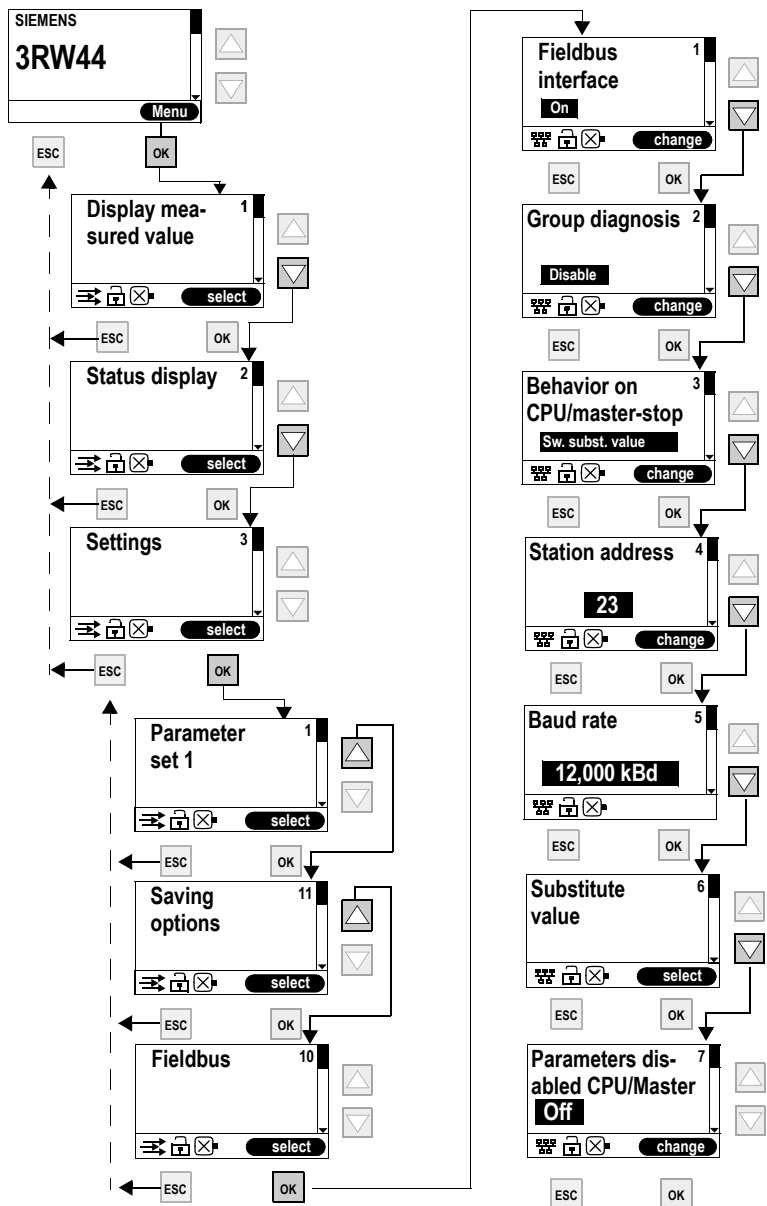 SIEMENS
3RW44
Menu
ESC
OK
Display mea-
sured value
1
select
ESC
OK
Status display
2
select
ESC
OK
Settings
3
select
ESC
OK
Parameter
set 1
1
select
ESC
OK
Saving
options
11
select
ESC
OK
Fieldbus
10
select
ESC
OK
Fieldbus
interface
1
On
change
ESC
OK
Group diagnosis
2
Disable
change
ESC
OK
Behavior on
CPU/master-stop
3
Sw. subst. value
change
ESC
OK
Station address
4
23
change
ESC
OK
Baud rate
5
12,000 kBd
ESC
OK
Substitute
value
6
select
ESC
OK
Parameters dis-
abled CPU/Master
7
Off
change
ESC
OK